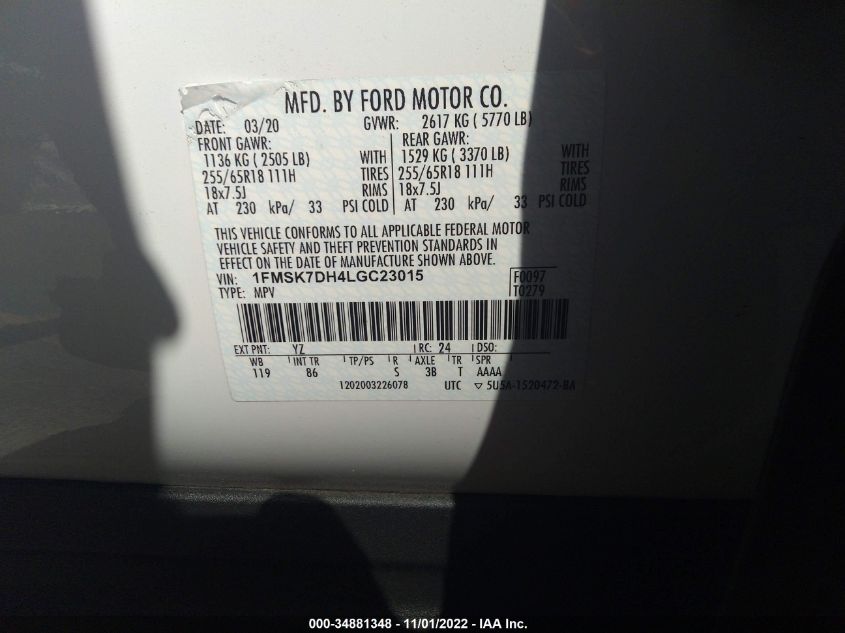 MFD. BY FORD MOTOR CO.
DATE: 03/20 GVWR: 2617 KG ( 5770 LB)
FRONT GAWR: REAR GAWR:
1136 KG ( 2505 LB) WITH 1529 KG ( 3370 LB) WITH
255/65R18 111H TIRES 255/65R18 111H TIRES
18x7.5J RIMS 18x7.5J RIMS
AT 230 kPa/ 33 PSI COLD AT 230 kPa/ 33 PSI COLD
THIS VEHICLE CONFORMS TO ALL APPLICABLE FEDERAL MOTOR
VEHICLE SAFETY AND THEFT PREVENTION STANDARDS IN
EFFECT ON THE DATE OF MANUFACTURE SHOWN ABOVE.
VIN: 1FMSK7DH4LGC23015 F0097
TYPE: MPV T0279
EXT PNT: YZ RC: 24 DSO:
WB INT TR TP/PS R AXLE TR SPR
119 86 S 3B T AAAA
1202003226078 UTC ▽ 5U5A-1520472-BA
000-34881348 - 11/01/2022 - IAA Inc.